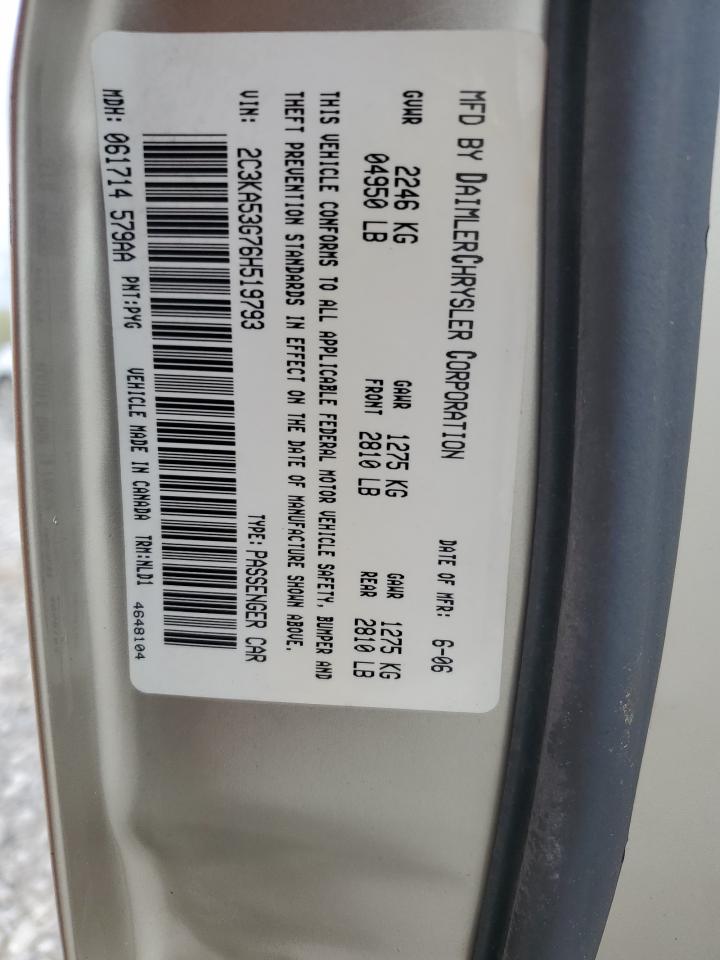 MFD BY DAIMLERCHRYSLER CORPORATION DATE OF MFR: 6-06
GVWR 2246 KG GAWR 1275 KG GAWR 1275 KG
04950 LB FRONT 2810 LB REAR 2810 LB
THIS VEHICLE CONFORMS TO ALL APPLICABLE FEDERAL MOTOR VEHICLE SAFETY, BUMPER AND
THEFT PREVENTION STANDARDS IN EFFECT ON THE DATE OF MANUFACTURE SHOWN ABOVE.
VIN: 2C3KA53G76H519793 TYPE: PASSENGER CAR
MDH: 061714 579AA PNT:PYG VEHICLE MADE IN CANADA TRM:NLD1 4648104